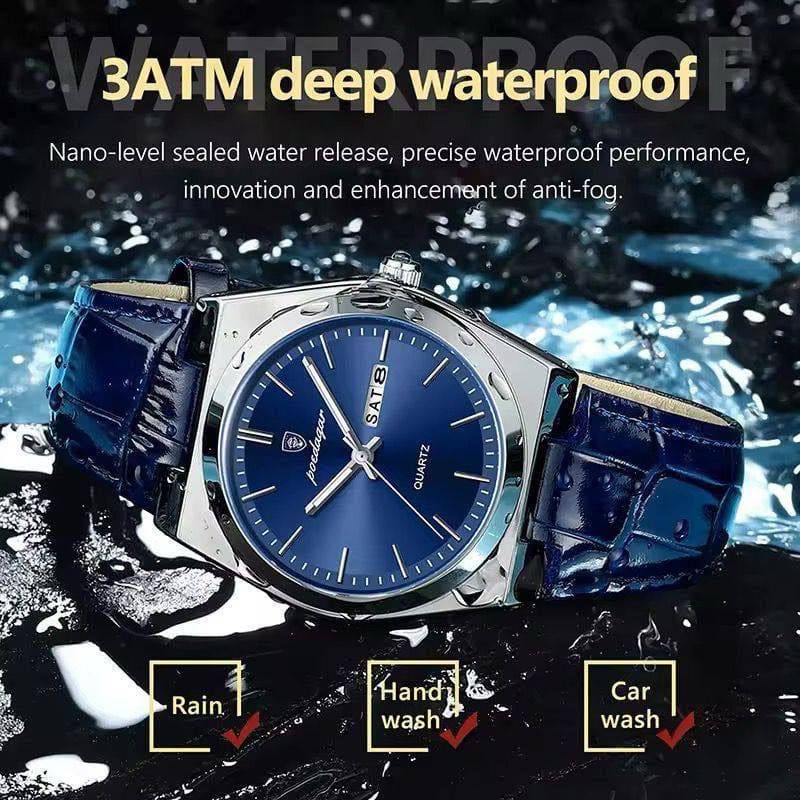 WATERPROOF
3ATM deep waterproof
Nano-level sealed water release, precise waterproof performance,
innovation and enhancement of anti-fog.
SAT 8
poedagar
QUARTZ
Rain
Hand
wash
Car
wash